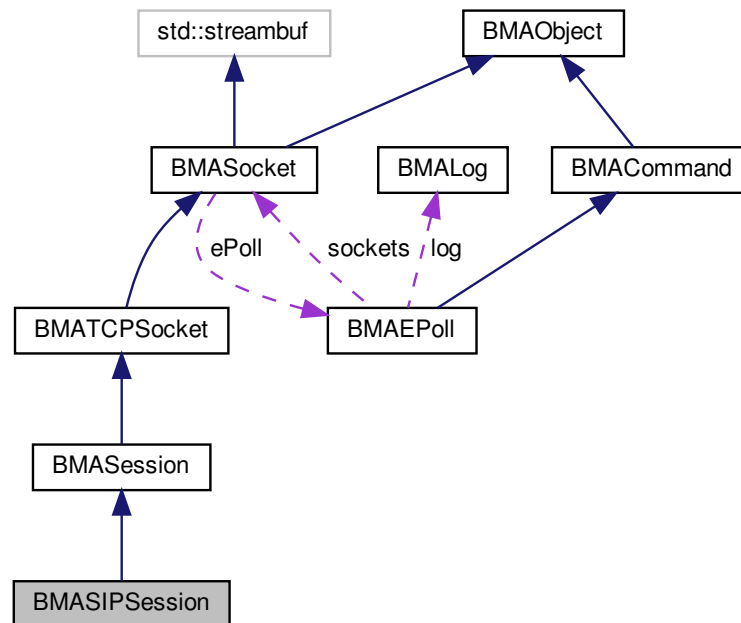 std::streambuf
BMAObject
BMASocket
BMALog
BMACommand
ePoll
sockets
log
BMATCPSocket
BMAEPoll
BMASession
BMASIPSession